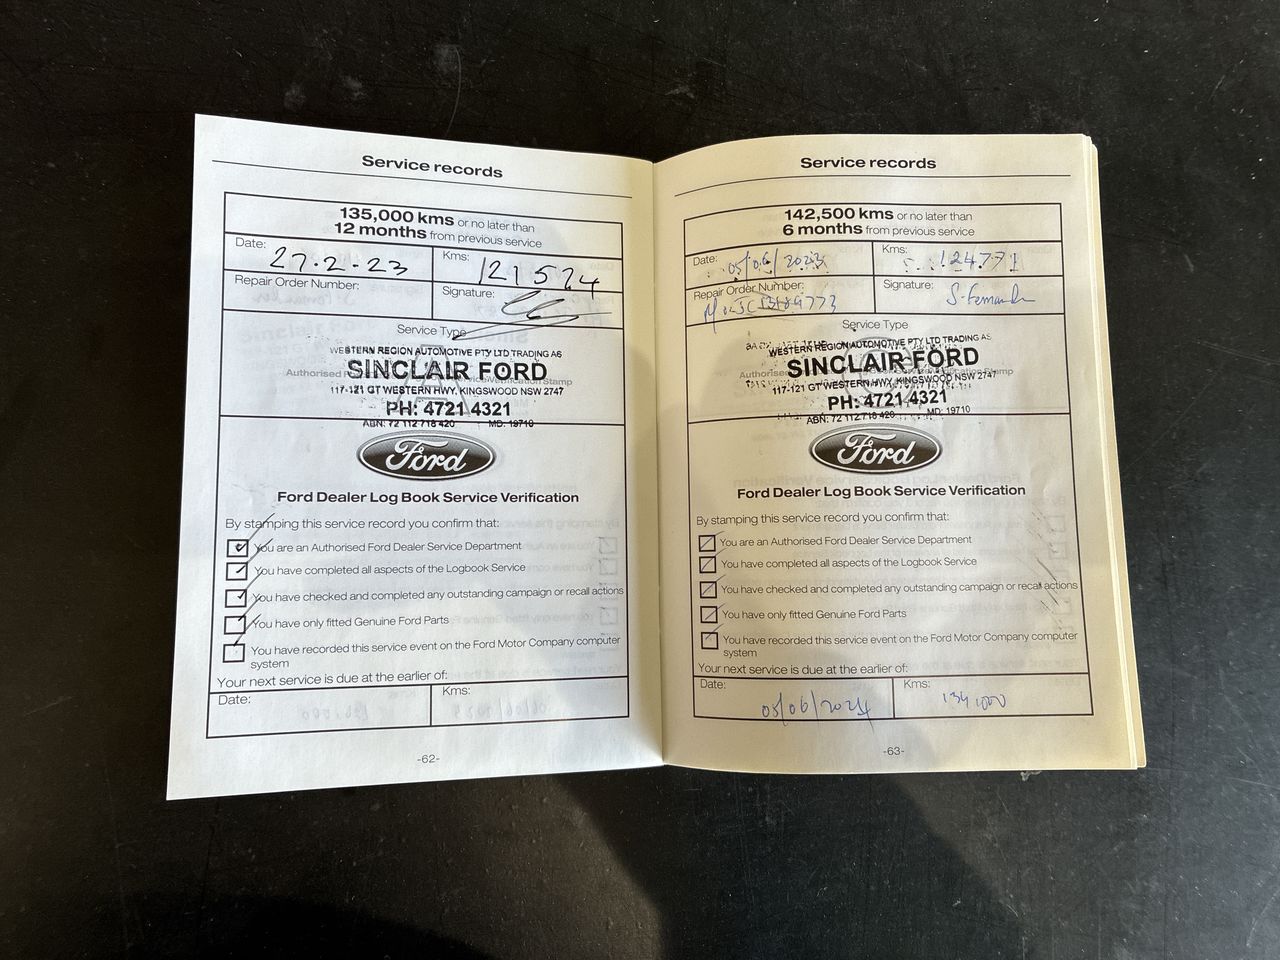 Service records
135,000 kms or no later than
12 months from previous service
Date: 27.2.23
Kms: 121574
Repair Order Number:
Signature:
Service Type
WESTERN REGION AUTOMOTIVE PTY LTD TRADING AS
SINCLAIR FORD
117-121 GT WESTERN HWY, KINGSWOOD NSW 2747
PH: 4721 4321
ABN: 72 112 718 420 MD: 19710
Ford
Ford Dealer Log Book Service Verification
By stamping this service record you confirm that:
You are an Authorised Ford Dealer Service Department
You have completed all aspects of the Logbook Service
You have checked and completed any outstanding campaign or recall actions
You have only fitted Genuine Ford Parts
You have recorded this service event on the Ford Motor Company computer
system
Your next service is due at the earlier of:
Date:
Kms:
-62-
Service records
142,500 kms or no later than
6 months from previous service
Date: 05/06/2023
Kms: 124771
Repair Order Number:
Signature: S. Fernando
Service Type
WESTERN REGION AUTOMOTIVE PTY LTD TRADING AS
SINCLAIR FORD
117-121 GT WESTERN HWY, KINGSWOOD NSW 2747
PH: 4721 4321
ABN: 72 112 718 420 MD: 19710
Ford
Ford Dealer Log Book Service Verification
By stamping this service record you confirm that:
You are an Authorised Ford Dealer Service Department
You have completed all aspects of the Logbook Service
You have checked and completed any outstanding campaign or recall actions
You have only fitted Genuine Ford Parts
You have recorded this service event on the Ford Motor Company computer
system
Your next service is due at the earlier of:
Date: 05/06/2024
Kms: 134000
-63-